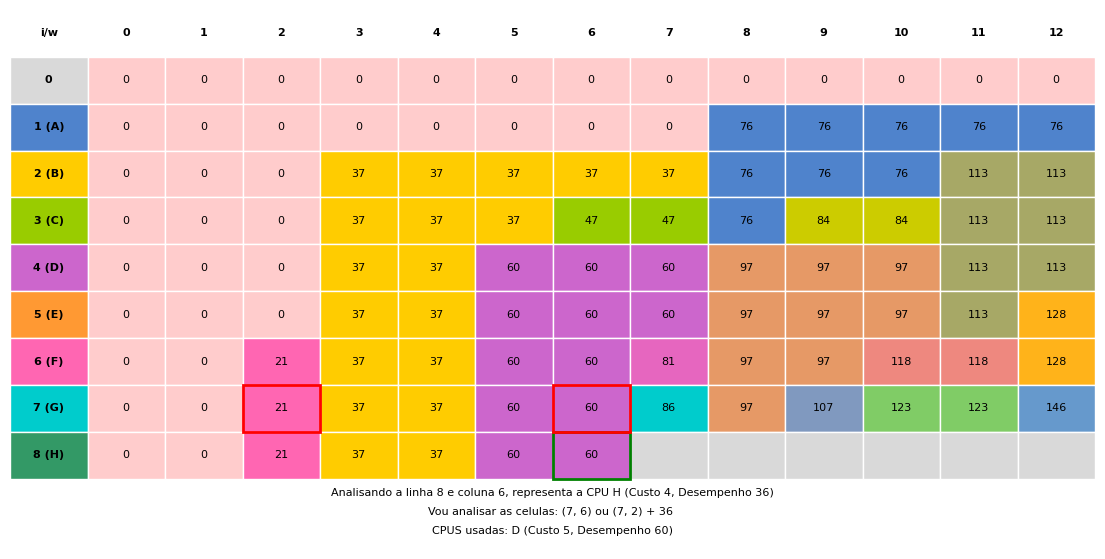 i/w 0 1 2 3 4 5 6 7 8 9 10 11 12
0 0 0 0 0 0 0 0 0 0 0 0 0 0
1 (A) 0 0 0 0 0 0 0 0 76 76 76 76 76
2 (B) 0 0 0 37 37 37 37 37 76 76 76 113 113
3 (C) 0 0 0 37 37 37 47 47 76 84 84 113 113
4 (D) 0 0 0 37 37 60 60 60 97 97 97 113 113
5 (E) 0 0 0 37 37 60 60 60 97 97 97 113 128
6 (F) 0 0 21 37 37 60 60 81 97 97 118 118 128
7 (G) 0 0 21 37 37 60 60 86 97 107 123 123 146
8 (H) 0 0 21 37 37 60 60
Analisando a linha 8 e coluna 6, representa a CPU H (Custo 4, Desempenho 36)
Vou analisar as celulas: (7, 6) ou (7, 2) + 36
CPUS usadas: D (Custo 5, Desempenho 60)